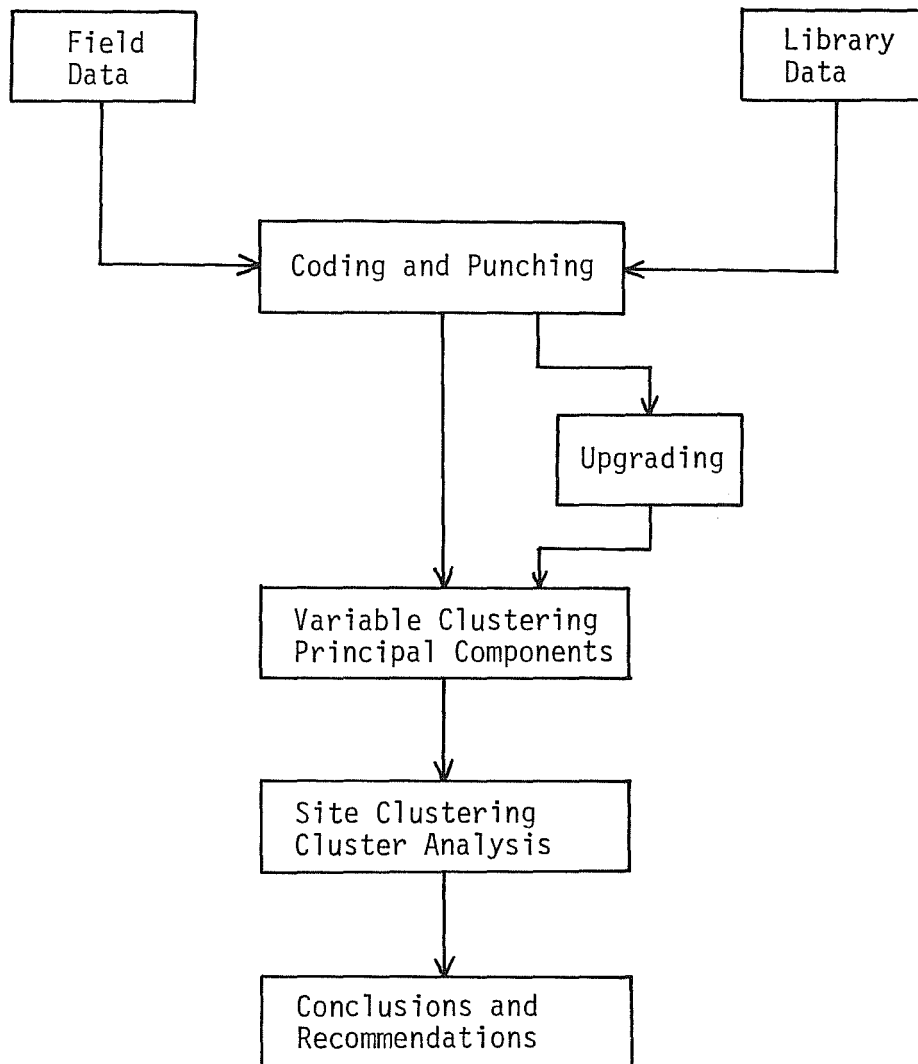 Field
Data
Library
Data
Coding and Punching
Upgrading
Variable Clustering
Principal Components
Site Clustering
Cluster Analysis
Conclusions and
Recommendations